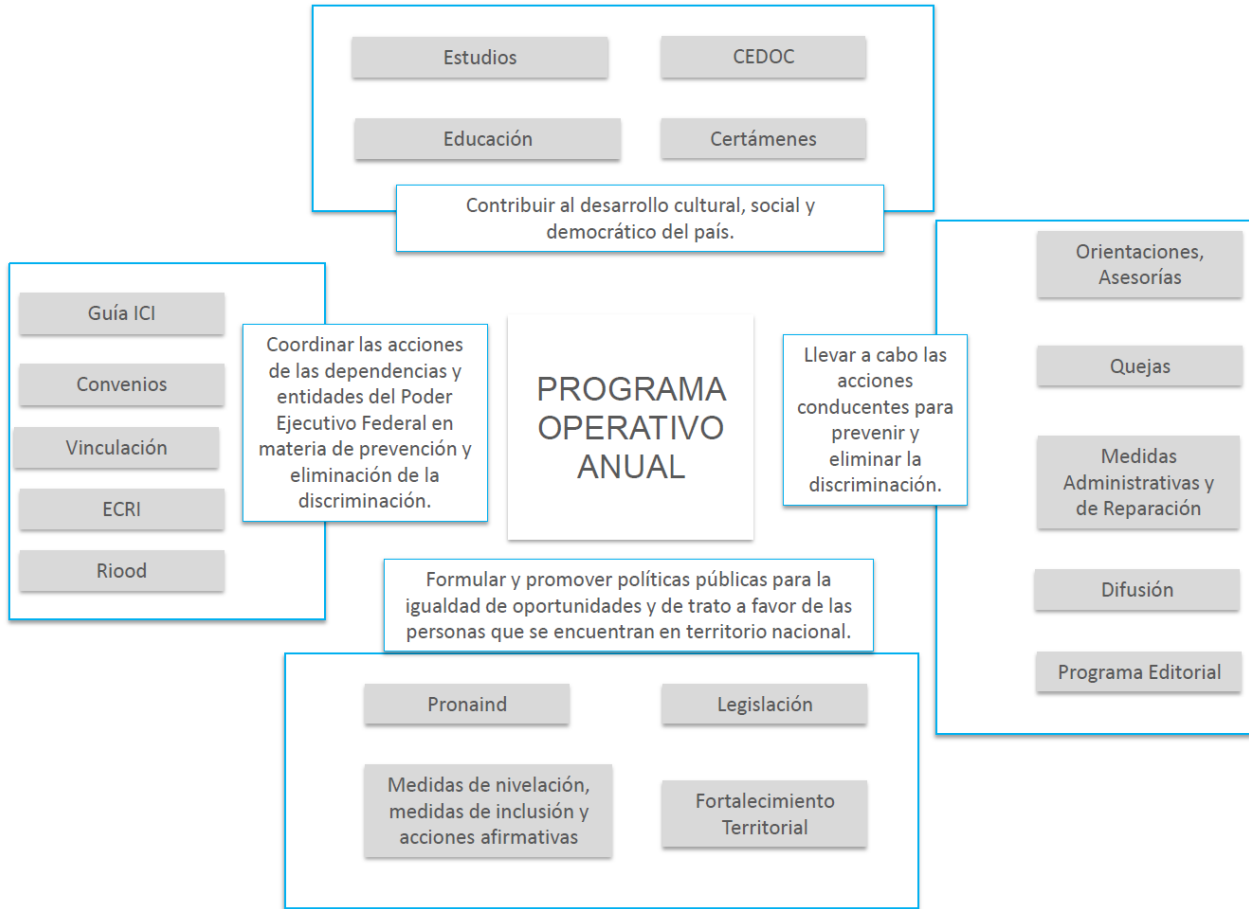 Estudios
CEDOC
Educación
Certámenes
Contribuir al desarrollo cultural, social y
democrático del país.
Guía ICI
Convenios
Vinculación
ECRI
Riood
Coordinar las acciones
de las dependencias y
entidades del Poder
Ejecutivo Federal en
materia de prevención y
eliminación de la
discriminación.
PROGRAMA
OPERATIVO
ANUAL
Llevar a cabo las
acciones
conducentes para
prevenir y
eliminar la
discriminación.
Orientaciones,
Asesorías
Quejas
Medidas
Administrativas y
de Reparación
Difusión
Programa Editorial
Formular y promover políticas públicas para la
igualdad de oportunidades y de trato a favor de las
personas que se encuentran en territorio nacional.
Pronaind
Legislación
Medidas de nivelación,
medidas de inclusión y
acciones afirmativas
Fortalecimiento
Territorial